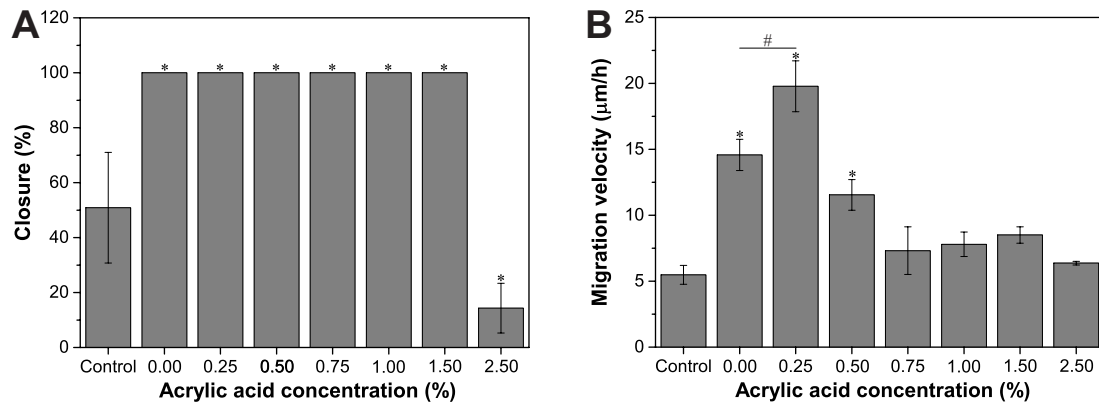 A
120
100
80
60
40
20
0
Closure (%)
* * * * * * *
Control 0.00 0.25 0.50 0.75 1.00 1.50 2.50
Acrylic acid concentration (%)
B
25
20
15
10
5
0
Migration velocity (μm/h)
#
* * *
Control 0.00 0.25 0.50 0.75 1.00 1.50 2.50
Acrylic acid concentration (%)